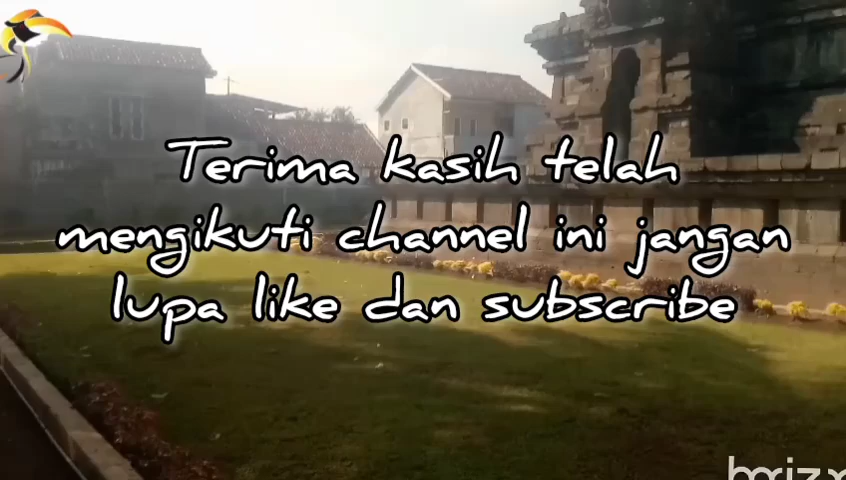 Terima kasih telah
mengikuti channel ini jangan
lupa like dan subscribe